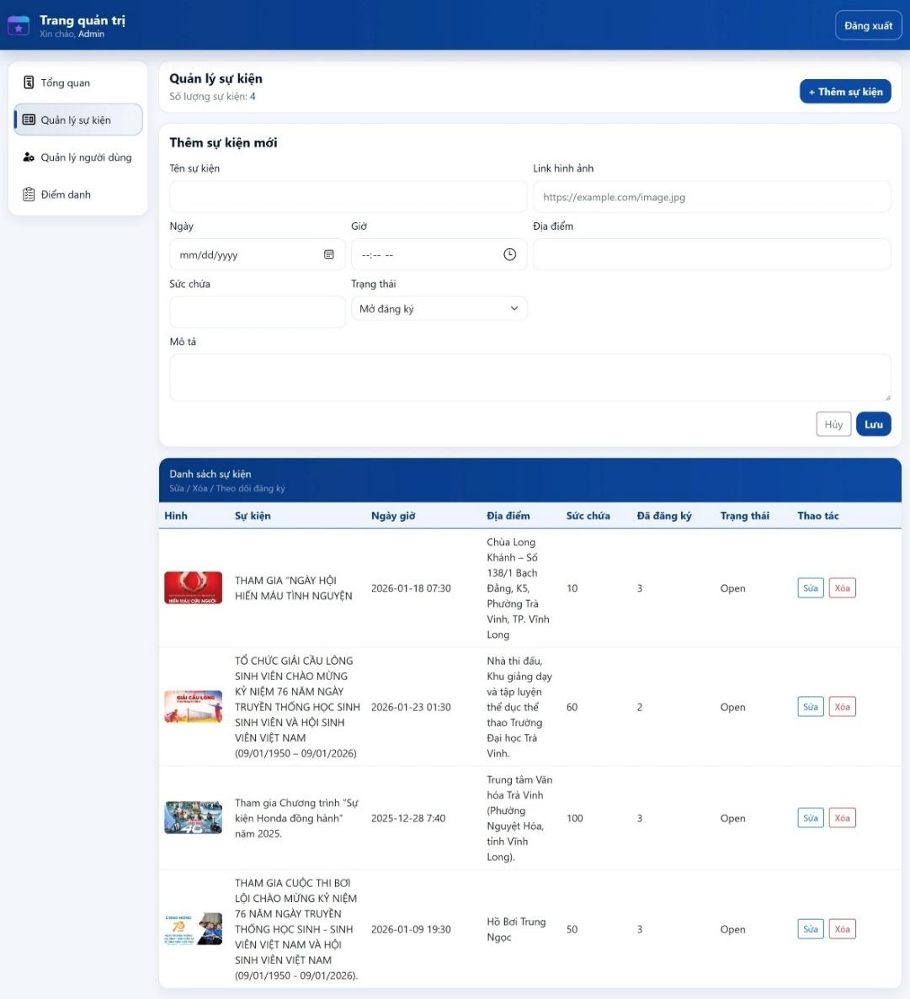 Trang quản trị
Xin chào, Admin
Đăng xuất
Tổng quan
Quản lý sự kiện
Quản lý người dùng
Điểm danh
Quản lý sự kiện
Số lượng sự kiện: 4
+ Thêm sự kiện
Thêm sự kiện mới
Tên sự kiện
Link hình ảnh
https://example.com/image.jpg
Ngày
Giờ
Địa điểm
mm/dd/yyyy
--:-- --
Sức chứa
Trạng thái
Mở đăng ký
Mô tả
Hủy
Lưu
Danh sách sự kiện
Sửa / Xóa / Theo dõi đăng ký
Hình
Sự kiện
Ngày giờ
Địa điểm
Sức chứa
Đã đăng ký
Trạng thái
Thao tác
HIẾN MÁU CỨU NGƯỜI
THAM GIA "NGÀY HỘI
HIẾN MÁU TÌNH NGUYỆN
2026-01-18 07:30
Chùa Long
Khánh – Số
138/1 Bạch
Đằng, K5,
Phường Trà
Vinh, TP. Vĩnh
Long
10
3
Open
Sửa
Xóa
GIẢI CẦU LÔNG
TỔ CHỨC GIẢI CẦU LÔNG
SINH VIÊN CHÀO MỪNG
KỶ NIỆM 76 NĂM NGÀY
TRUYỀN THỐNG HỌC SINH
SINH VIÊN VÀ HỘI SINH
VIÊN VIỆT NAM
(09/01/1950 – 09/01/2026)
2026-01-23 01:30
Nhà thi đấu,
Khu giảng dạy
và tập luyện
thể dục thể
thao Trường
Đại học Trà
Vinh.
60
2
Open
Sửa
Xóa
Tham gia Chương trình "Sự
kiện Honda đồng hành"
năm 2025.
2025-12-28 7:40
Trung tâm Văn
hóa Trà Vinh
(Phường
Nguyệt Hóa,
tỉnh Vĩnh
Long).
100
3
Open
Sửa
Xóa
CHÀO MỪNG
THAM GIA CUỘC THI BƠI
LỘI CHÀO MỪNG KỶ NIỆM
76 NĂM NGÀY TRUYỀN
THỐNG HỌC SINH - SINH
VIÊN VIỆT NAM VÀ HỘI
SINH VIÊN VIỆT NAM
(09/01/1950 - 09/01/2026).
2026-01-09 19:30
Hồ Bơi Trung
Ngọc
50
3
Open
Sửa
Xóa